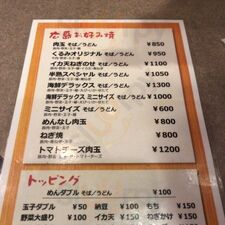 広島お好み焼
肉玉 そば／うどん ¥850
くるみオリジナル そば／うどん ¥950
イカ天ねぎのせ そば／うどん ¥1100
半熟スペシャル そば／うどん ¥1050
海鮮デラックス そば／うどん ¥1300
海鮮デラックス ミニサイズ そば／うどん ¥1000
ミニサイズ そば／うどん ¥600
めんなし肉玉 ¥800
ねぎ焼 ¥800
トマトチーズ肉玉 ¥1200
トッピング
めんダブル そば／うどん ¥100
玉子ダブル ¥50 納豆 ¥100 もち ¥150
野菜大盛り ¥100 イカ天 ¥150 ねぎかけ ¥150